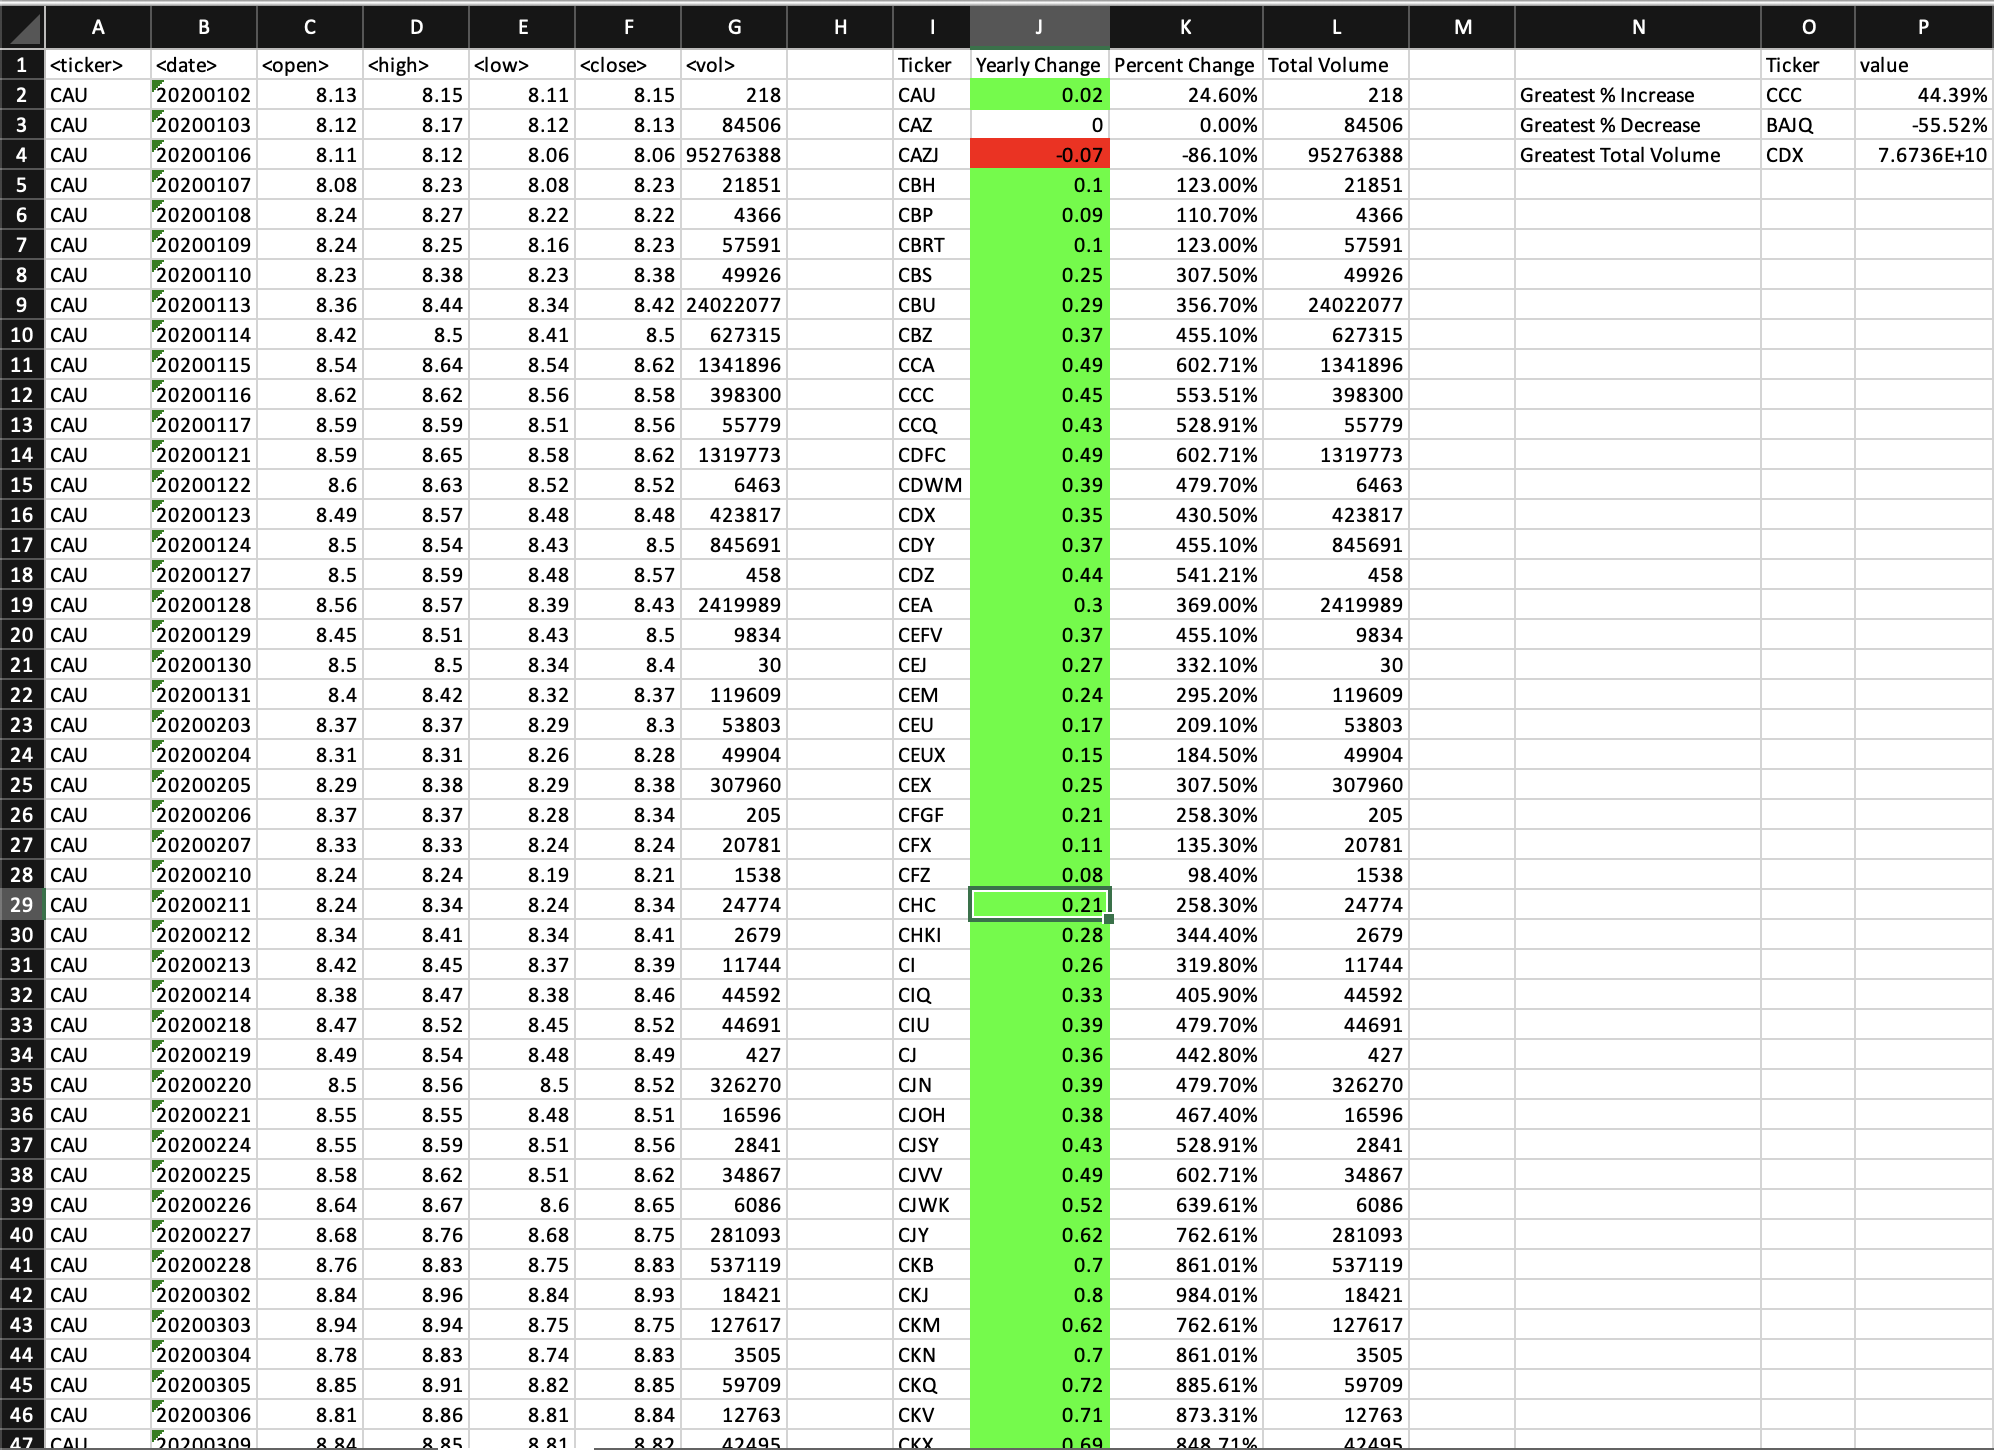 A B C D E F G H I J K L M N O P
1 <ticker> <date> <open> <high> <low> <close> <vol> Ticker Yearly Change Percent Change Total Volume Ticker value
2 CAU 20200102 8.13 8.15 8.11 8.15 218 CAU 0.02 24.60% 218 Greatest % Increase CCC 44.39%
3 CAU 20200103 8.12 8.17 8.12 8.13 84506 CAZ 0 0.00% 84506 Greatest % Decrease BAJQ -55.52%
4 CAU 20200106 8.11 8.12 8.06 8.06 95276388 CAZJ -0.07 -86.10% 95276388 Greatest Total Volume CDX 7.6736E+10
5 CAU 20200107 8.08 8.23 8.08 8.23 21851 CBH 0.1 123.00% 21851
6 CAU 20200108 8.24 8.27 8.22 8.22 4366 CBP 0.09 110.70% 4366
7 CAU 20200109 8.24 8.25 8.16 8.23 57591 CBRT 0.1 123.00% 57591
8 CAU 20200110 8.23 8.38 8.23 8.38 49926 CBS 0.25 307.50% 49926
9 CAU 20200113 8.36 8.44 8.34 8.42 24022077 CBU 0.29 356.70% 24022077
10 CAU 20200114 8.42 8.5 8.41 8.5 627315 CBZ 0.37 455.10% 627315
11 CAU 20200115 8.54 8.64 8.54 8.62 1341896 CCA 0.49 602.71% 1341896
12 CAU 20200116 8.62 8.62 8.56 8.58 398300 CCC 0.45 553.51% 398300
13 CAU 20200117 8.59 8.59 8.51 8.56 55779 CCQ 0.43 528.91% 55779
14 CAU 20200121 8.59 8.65 8.58 8.62 1319773 CDFC 0.49 602.71% 1319773
15 CAU 20200122 8.6 8.63 8.52 8.52 6463 CDWM 0.39 479.70% 6463
16 CAU 20200123 8.49 8.57 8.48 8.48 423817 CDX 0.35 430.50% 423817
17 CAU 20200124 8.5 8.54 8.43 8.5 845691 CDY 0.37 455.10% 845691
18 CAU 20200127 8.5 8.59 8.48 8.57 458 CDZ 0.44 541.21% 458
19 CAU 20200128 8.56 8.57 8.39 8.43 2419989 CEA 0.3 369.00% 2419989
20 CAU 20200129 8.45 8.51 8.43 8.5 9834 CEFV 0.37 455.10% 9834
21 CAU 20200130 8.5 8.5 8.34 8.4 30 CEJ 0.27 332.10% 30
22 CAU 20200131 8.4 8.42 8.32 8.37 119609 CEM 0.24 295.20% 119609
23 CAU 20200203 8.37 8.37 8.29 8.3 53803 CEU 0.17 209.10% 53803
24 CAU 20200204 8.31 8.31 8.26 8.28 49904 CEUX 0.15 184.50% 49904
25 CAU 20200205 8.29 8.38 8.29 8.38 307960 CEX 0.25 307.50% 307960
26 CAU 20200206 8.37 8.37 8.28 8.34 205 CFGF 0.21 258.30% 205
27 CAU 20200207 8.33 8.33 8.24 8.24 20781 CFX 0.11 135.30% 20781
28 CAU 20200210 8.24 8.24 8.19 8.21 1538 CFZ 0.08 98.40% 1538
29 CAU 20200211 8.24 8.34 8.24 8.34 24774 CHC 0.21 258.30% 24774
30 CAU 20200212 8.34 8.41 8.34 8.41 2679 CHKI 0.28 344.40% 2679
31 CAU 20200213 8.42 8.45 8.37 8.39 11744 CI 0.26 319.80% 11744
32 CAU 20200214 8.38 8.47 8.38 8.46 44592 CIQ 0.33 405.90% 44592
33 CAU 20200218 8.47 8.52 8.45 8.52 44691 CIU 0.39 479.70% 44691
34 CAU 20200219 8.49 8.54 8.48 8.49 427 CJ 0.36 442.80% 427
35 CAU 20200220 8.5 8.56 8.5 8.52 326270 CJN 0.39 479.70% 326270
36 CAU 20200221 8.55 8.55 8.48 8.51 16596 CJOH 0.38 467.40% 16596
37 CAU 20200224 8.55 8.59 8.51 8.56 2841 CJSY 0.43 528.91% 2841
38 CAU 20200225 8.58 8.62 8.51 8.62 34867 CJVV 0.49 602.71% 34867
39 CAU 20200226 8.64 8.67 8.6 8.65 6086 CJWK 0.52 639.61% 6086
40 CAU 20200227 8.68 8.76 8.68 8.75 281093 CJY 0.62 762.61% 281093
41 CAU 20200228 8.76 8.83 8.75 8.83 537119 CKB 0.7 861.01% 537119
42 CAU 20200302 8.84 8.96 8.84 8.93 18421 CKJ 0.8 984.01% 18421
43 CAU 20200303 8.94 8.94 8.75 8.75 127617 CKM 0.62 762.61% 127617
44 CAU 20200304 8.78 8.83 8.74 8.83 3505 CKN 0.7 861.01% 3505
45 CAU 20200305 8.85 8.91 8.82 8.85 59709 CKQ 0.72 885.61% 59709
46 CAU 20200306 8.81 8.86 8.81 8.84 12763 CKV 0.71 873.31% 12763
47 CAU 20200309 8.84 8.85 8.81 8.82 42495 CKX 0.69 848.71% 42495